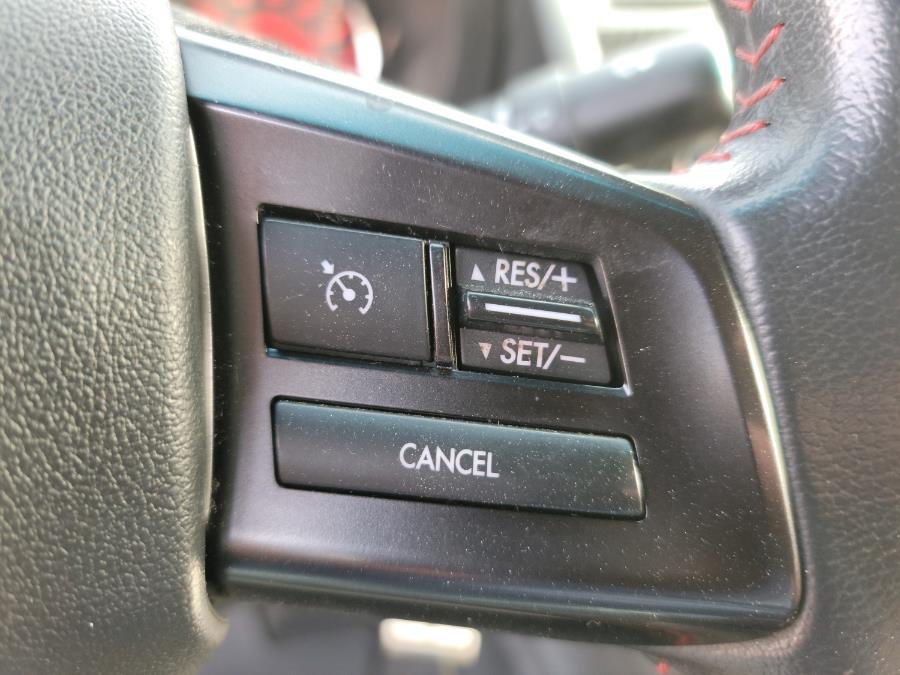 ▲ RES/+
▼ SET/−
CANCEL